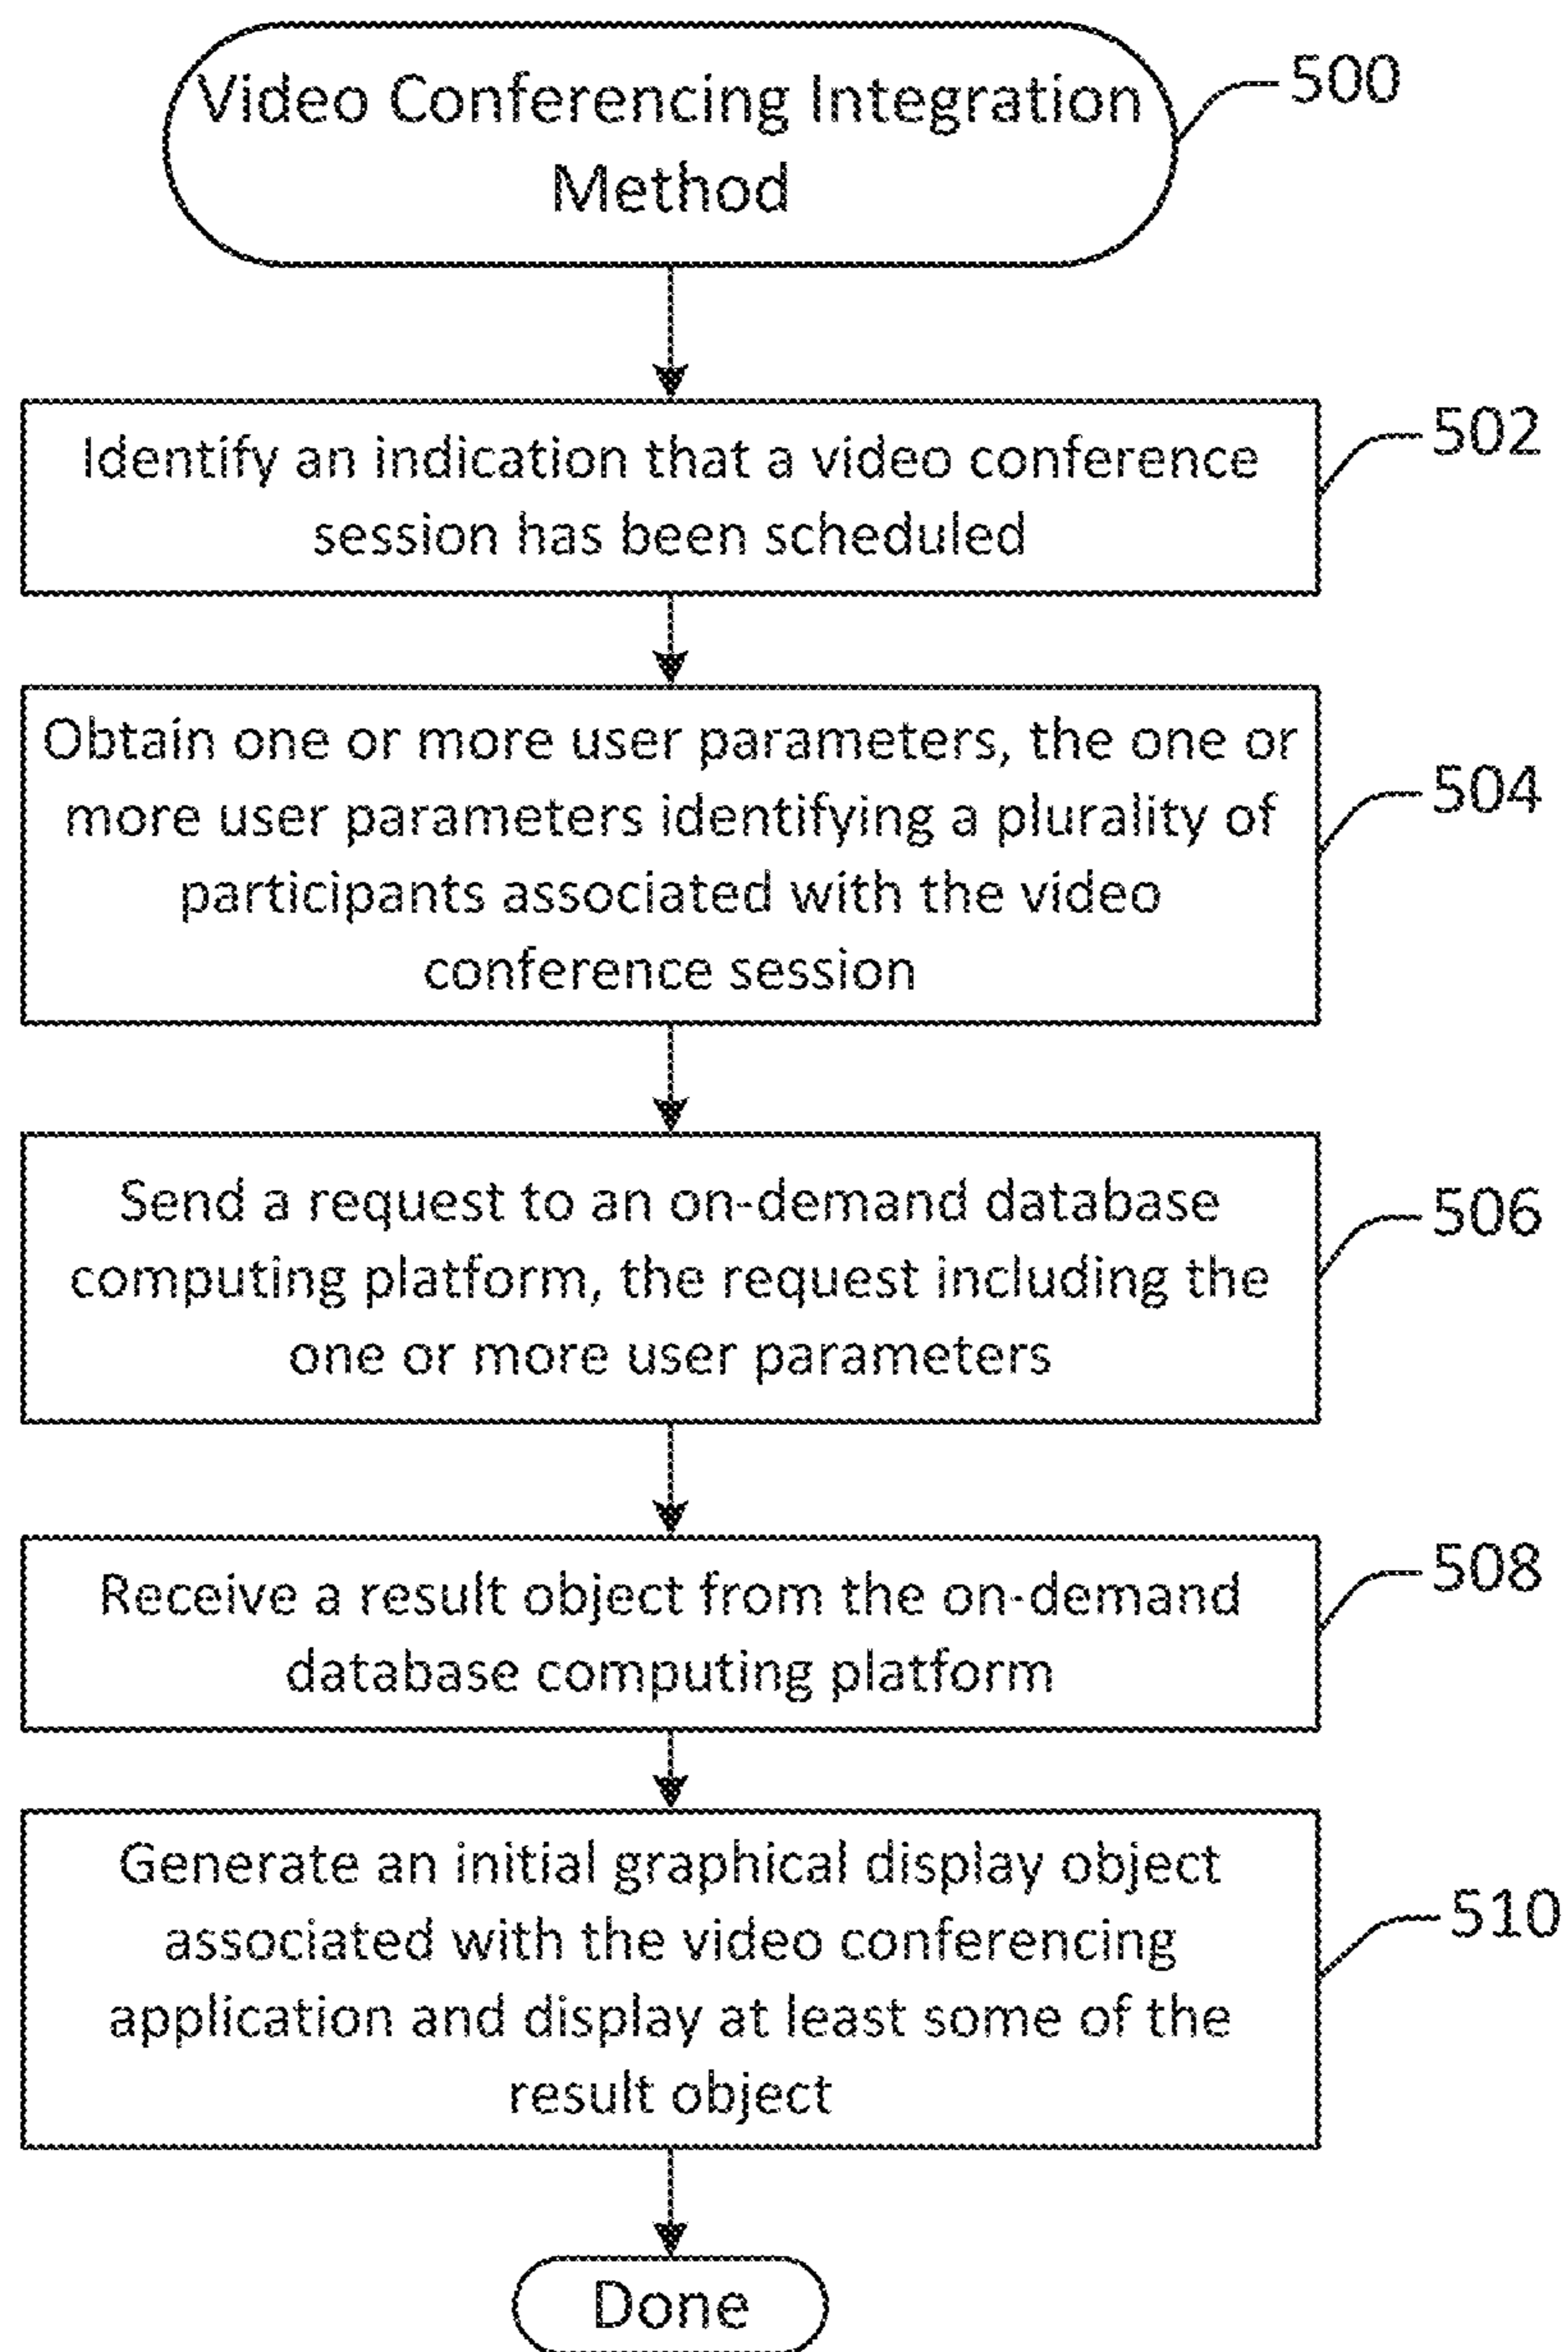 Video Conferencing Integration
Method
500
Identify an indication that a video conference
session has been scheduled
502
Obtain one or more user parameters, the one or
more user parameters identifying a plurality of
participants associated with the video
conference session
504
Send a request to an on-demand database
computing platform, the request including the
one or more user parameters
506
Receive a result object from the on-demand
database computing platform
508
Generate an initial graphical display object
associated with the video conferencing
application and display at least some of the
result object
510
Done